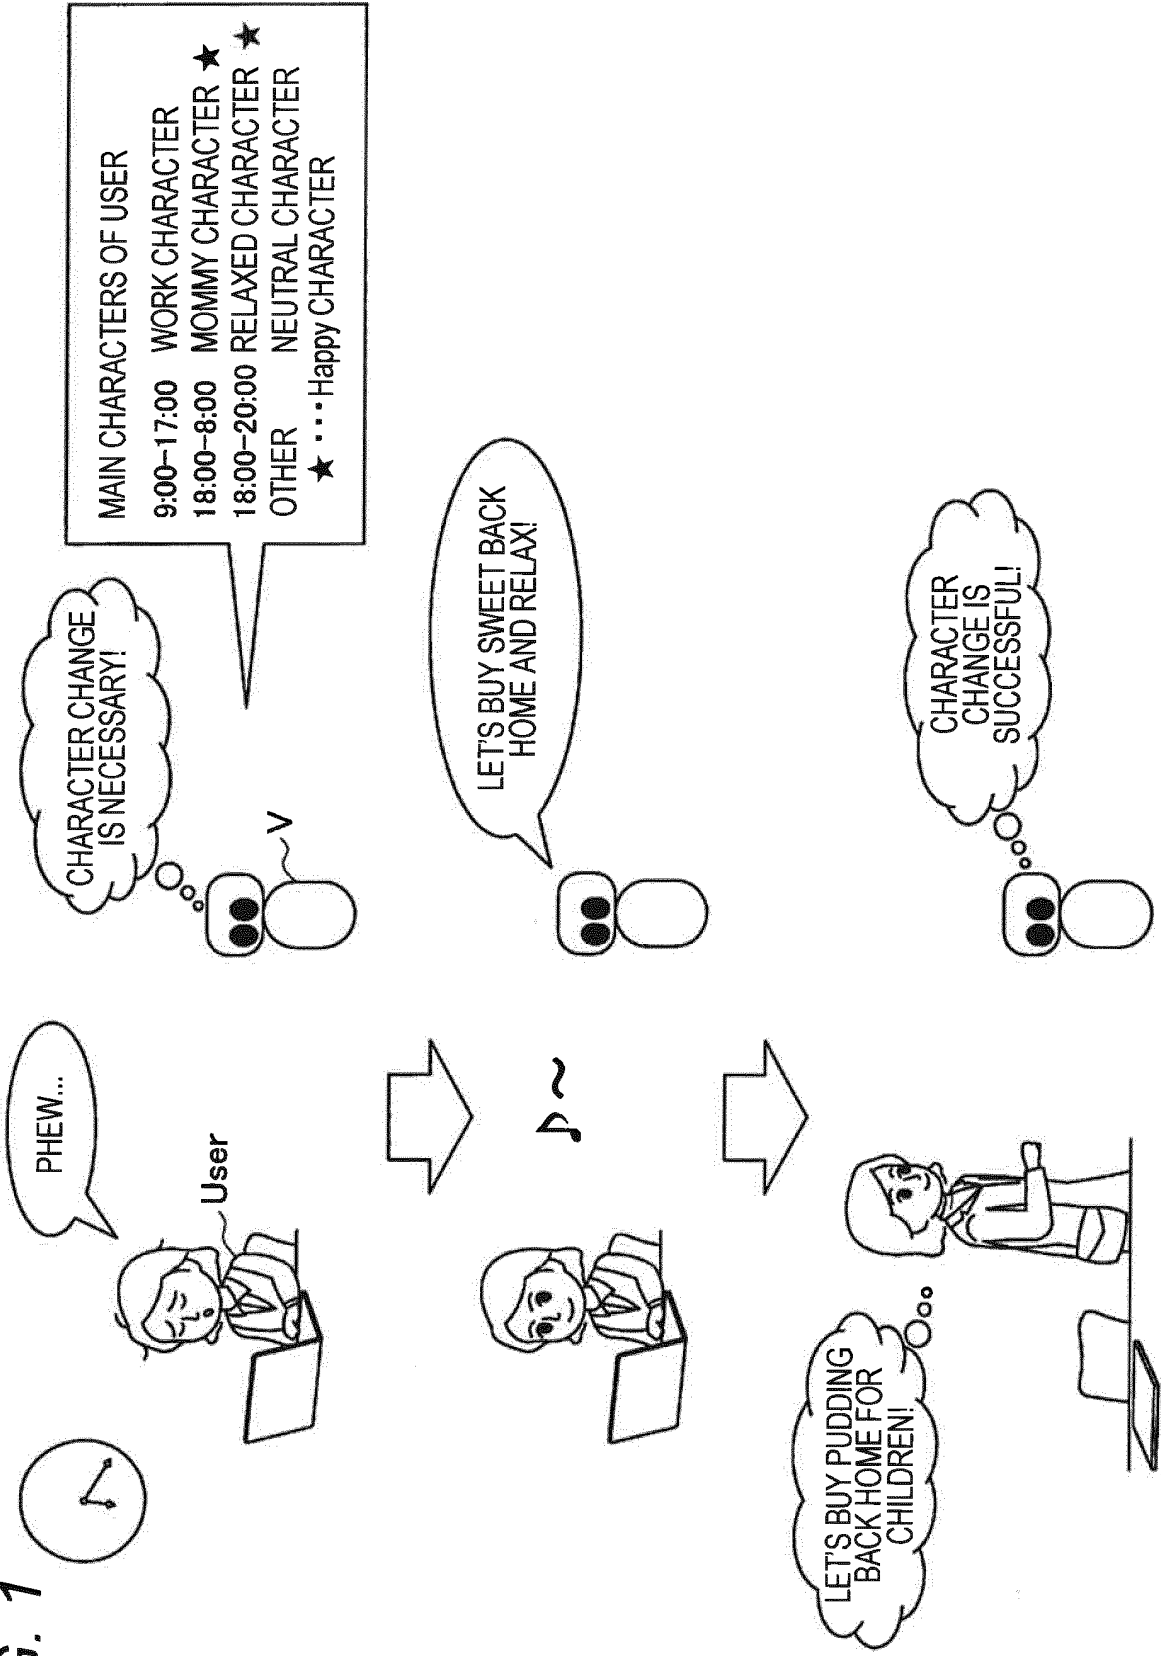 G. 1
PHEW...
User
CHARACTER CHANGE
IS NECESSARY!
V
MAIN CHARACTERS OF USER
9:00–17:00 WORK CHARACTER
18:00–8:00 MOMMY CHARACTER ★
18:00–20:00 RELAXED CHARACTER ★
OTHER NEUTRAL CHARACTER
★ ···Happy CHARACTER
♪~
LET'S BUY SWEET BACK
HOME AND RELAX!
LET'S BUY PUDDING
BACK HOME FOR
CHILDREN!
CHARACTER
CHANGE IS
SUCCESSFUL!